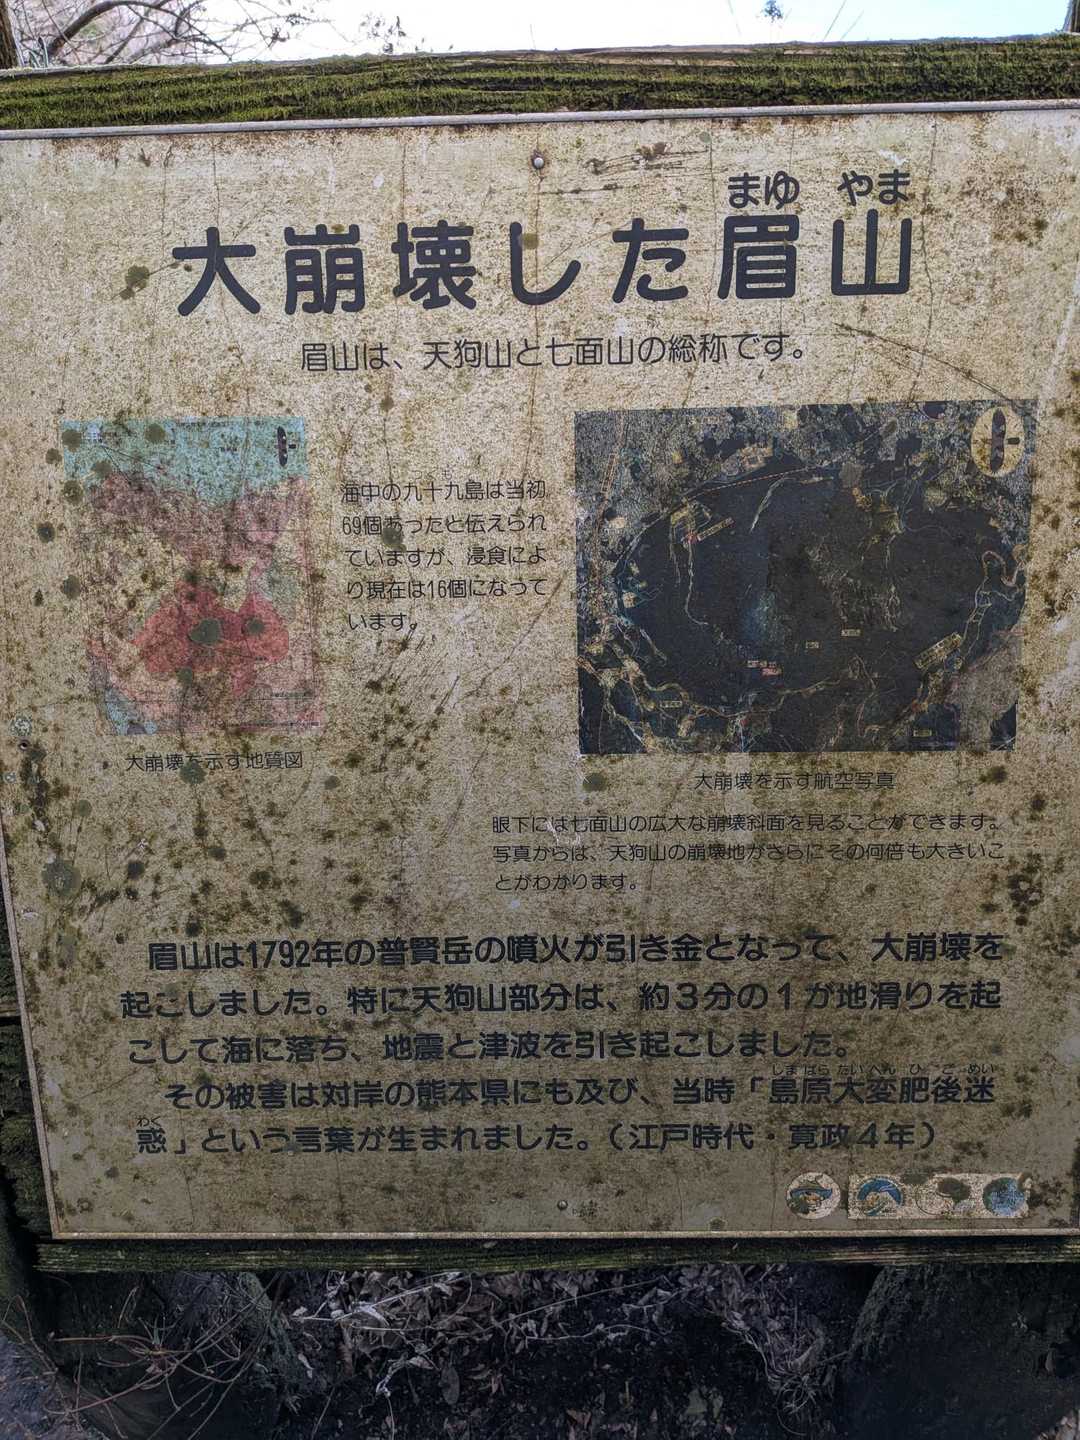 まゆ やま
大崩壊した眉山
眉山は、天狗山と七面山の総称です。
海中の九十九島は当初
69個あったと伝えられ
ていますが、浸食によ
り現在は16個になって
います。
大崩壊を示す地質図
大崩壊を示す航空写真
眼下には七面山の広大な崩壊斜面を見ることができます。
写真からは、天狗山の崩壊地がさらにその何倍も大きいこ
とがわかります。
眉山は1792年の普賢岳の噴火が引き金となって、大崩壊を
起こしました。特に天狗山部分は、約3分の1が地滑りを起
こして海に落ち、地震と津波を引き起こしました。
しまばらたいへんひごめい
その被害は対岸の熊本県にも及び、当時「島原大変肥後迷
わく
惑」という言葉が生まれました。（江戸時代・寛政4年）